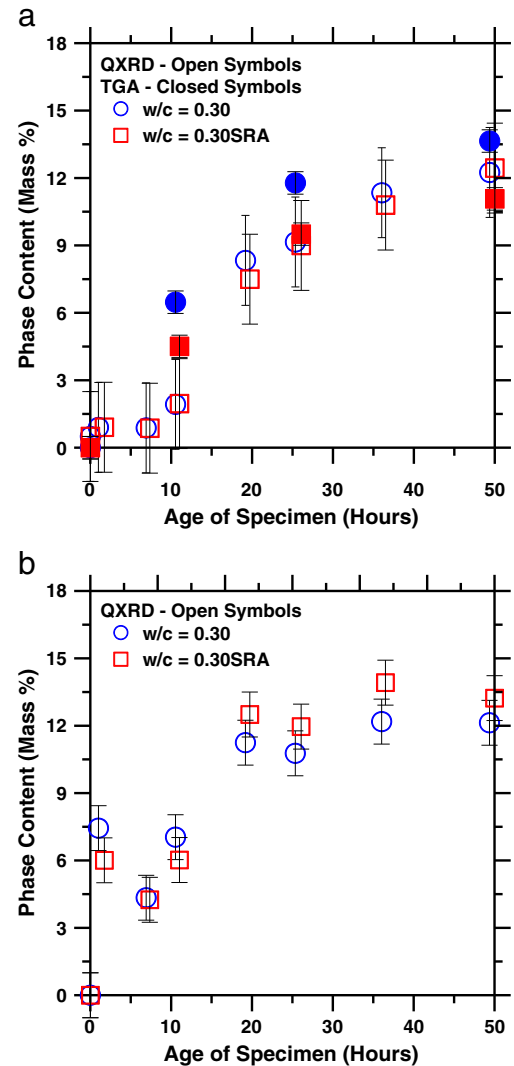 a
18
15
12
9
6
3
0
Phase Content (Mass %)
QXRD - Open Symbols
TGA - Closed Symbols
w/c = 0.30
w/c = 0.30SRA
0 10 20 30 40 50
Age of Specimen (Hours)
b
18
15
12
9
6
3
0
Phase Content (Mass %)
QXRD - Open Symbols
w/c = 0.30
w/c = 0.30SRA
0 10 20 30 40 50
Age of Specimen (Hours)